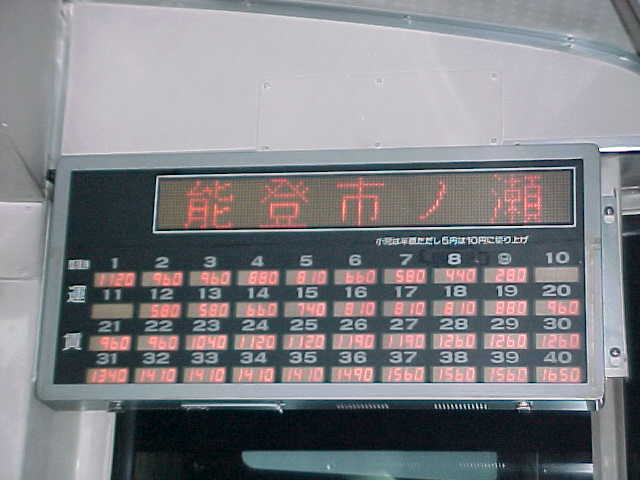 能登市ノ瀬
小児は半額ただし5円は10円に切り上げ
1 2 3 4 5 6 7 8 9 10
1120 960 960 880 810 660 580 440 280
運 11 12 13 14 15 16 17 18 19 20
580 580 660 740 810 810 810 880 960
21 22 23 24 25 26 27 28 29 30
賃 960 960 1040 1120 1120 1190 1190 1260 1260 1260
31 32 33 34 35 36 37 38 39 40
1340 1410 1410 1410 1410 1490 1560 1560 1560 1650